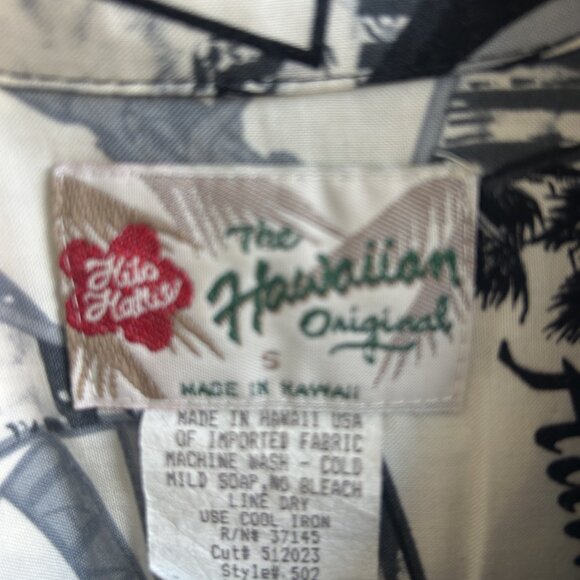 The
Hilo
Hattie
Hawaiian
Original
S
MADE IN HAWAII
MADE IN HAWAII USA
OF IMPORTED FABRIC
MACHINE WASH - COLD
MILD SOAP, NO BLEACH
LINE DRY
USE COOL IRON
R/N# 37145
Cut# 512023
Style#.502